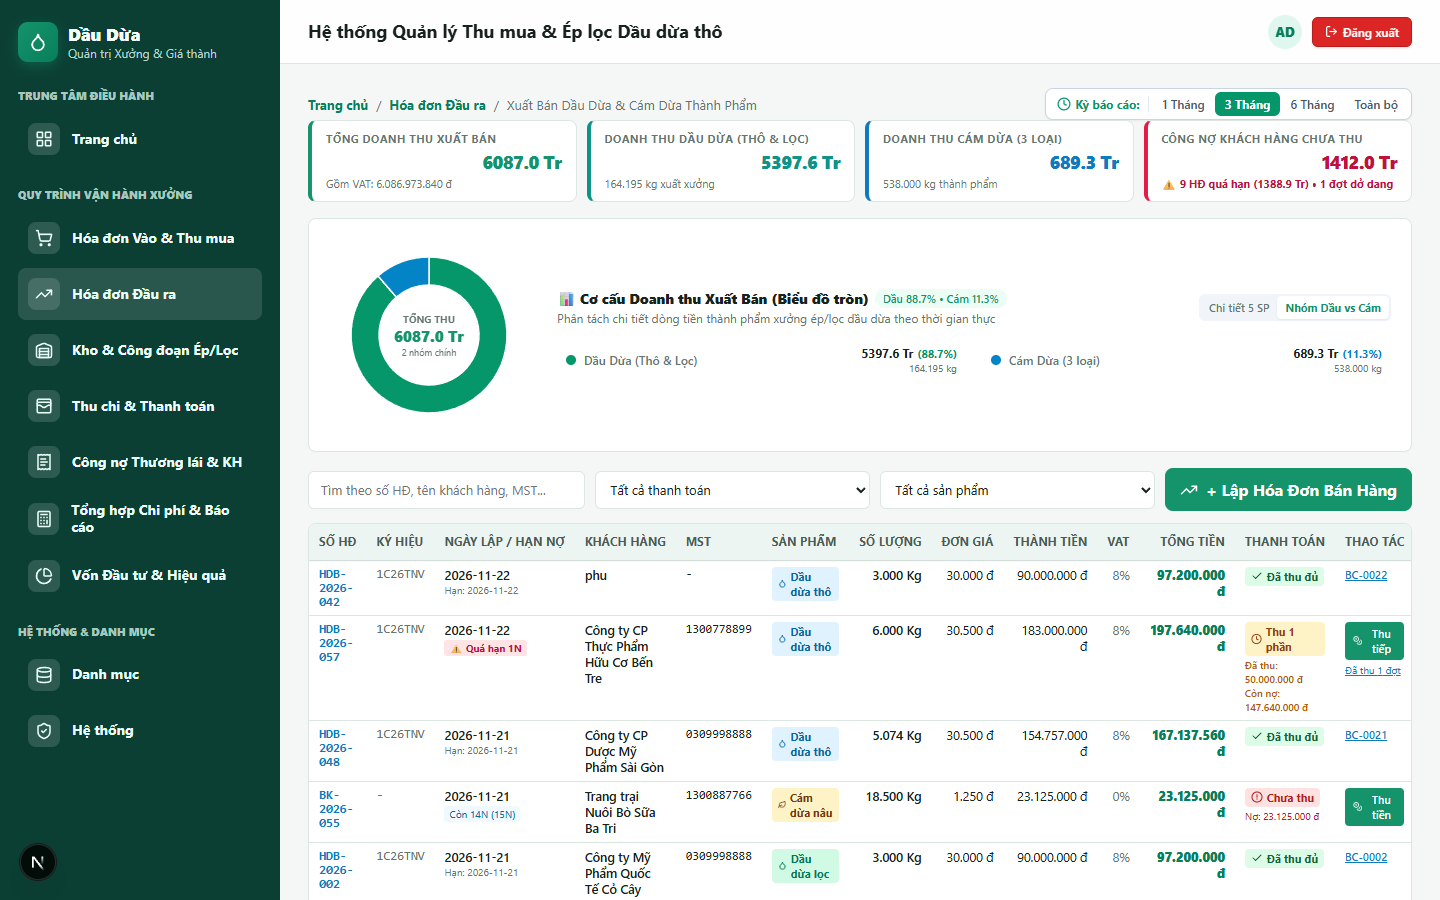 Dầu Dừa
Quản trị Xưởng & Giá thành
TRUNG TÂM ĐIỀU HÀNH
Trang chủ
QUY TRÌNH VẬN HÀNH XƯỞNG
Hóa đơn Vào & Thu mua
Hóa đơn Đầu ra
Kho & Công đoạn Ép/Lọc
Thu chi & Thanh toán
Công nợ Thương lái & KH
Tổng hợp Chi phí & Báo
cáo
Vốn Đầu tư & Hiệu quả
HỆ THỐNG & DANH MỤC
Danh mục
Hệ thống
N
Hệ thống Quản lý Thu mua & Ép lọc Dầu dừa thô
AD
Đăng xuất
Trang chủ / Hóa đơn Đầu ra / Xuất Bán Dầu Dừa & Cám Dừa Thành Phẩm
Kỳ báo cáo: 1 Tháng 3 Tháng 6 Tháng Toàn bộ
TỔNG DOANH THU XUẤT BÁN
6087.0 Tr
Gồm VAT: 6.086.973.840 đ
DOANH THU DẦU DỪA (THÔ & LỌC)
5397.6 Tr
164.195 kg xuất xưởng
DOANH THU CÁM DỪA (3 LOẠI)
689.3 Tr
538.000 kg thành phẩm
CÔNG NỢ KHÁCH HÀNG CHƯA THU
1412.0 Tr
9 HĐ quá hạn (1388.9 Tr) • 1 đợt dở dang
TỔNG THU
6087.0 Tr
2 nhóm chính
Cơ cấu Doanh thu Xuất Bán (Biểu đồ tròn) Dầu 88.7% • Cám 11.3%
Phân tách chi tiết dòng tiền thành phẩm xưởng ép/lọc dầu dừa theo thời gian thực
Chi tiết 5 SP Nhóm Dầu vs Cám
Dầu Dừa (Thô & Lọc) 5397.6 Tr (88.7%)
164.195 kg
Cám Dừa (3 loại) 689.3 Tr (11.3%)
538.000 kg
Tìm theo số HĐ, tên khách hàng, MST...
Tất cả thanh toán
Tất cả sản phẩm
+ Lập Hóa Đơn Bán Hàng
SỐ HĐ KÝ HIỆU NGÀY LẬP / HẠN NỢ KHÁCH HÀNG MST SẢN PHẨM SỐ LƯỢNG ĐƠN GIÁ THÀNH TIỀN VAT TỔNG TIỀN THANH TOÁN THAO TÁC
HDB-
2026-
042
1C26TNV
2026-11-22
Hạn: 2026-11-22
phu
-
Dầu
dừa thô
3.000 Kg
30.000 đ
90.000.000 đ
8%
97.200.000
đ
Đã thu đủ
BC-0022
HDB-
2026-
057
1C26TNV
2026-11-22
Quá hạn 1N
Công ty CP
Thực Phẩm
Hữu Cơ Bến
Tre
1300778899
Dầu
dừa thô
6.000 Kg
30.500 đ
183.000.000
đ
8%
197.640.000
đ
Thu 1
phần
Đã thu:
50.000.000 đ
Còn nợ:
147.640.000 đ
Thu
tiếp
Đã thu 1 đợt
HDB-
2026-
048
1C26TNV
2026-11-21
Hạn: 2026-11-21
Công ty CP
Dược Mỹ
Phẩm Sài Gòn
0309998888
Dầu
dừa thô
5.074 Kg
30.500 đ
154.757.000
đ
8%
167.137.560
đ
Đã thu đủ
BC-0021
BK-
2026-
055
-
2026-11-21
Còn 14N (15N)
Trang trại
Nuôi Bò Sữa
Ba Tri
1300887766
Cám
dừa nâu
18.500 Kg
1.250 đ
23.125.000 đ
0%
23.125.000
đ
Chưa thu
Nợ: 23.125.000 đ
Thu
tiền
HDB-
2026-
002
1C26TNV
2026-11-21
Hạn: 2026-11-21
Công ty Mỹ
Phẩm Quốc
Tế Cỏ Cây
0309998888
Dầu
dừa lọc
3.000 Kg
30.000 đ
90.000.000 đ
8%
97.200.000
đ
Đã thu đủ
BC-0002